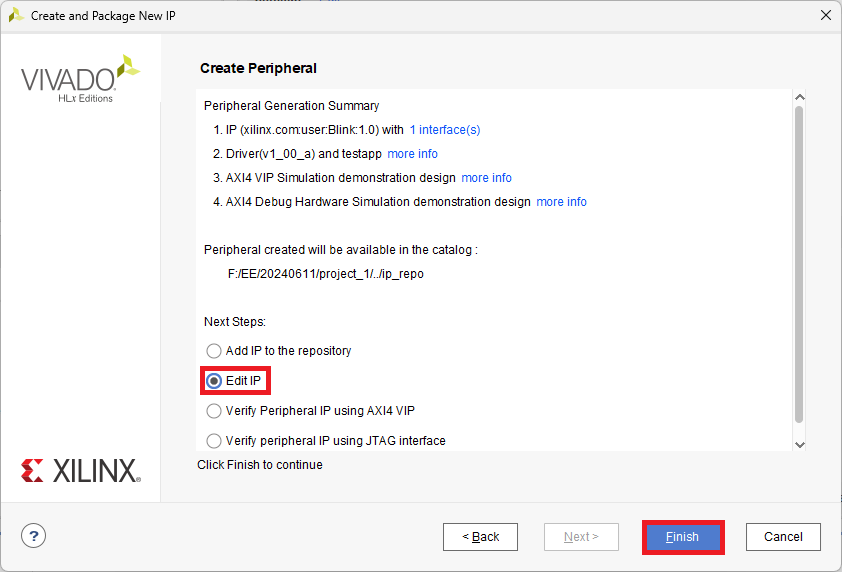 Create and Package New IP
VIVADO.
HLx Editions
Create Peripheral
Peripheral Generation Summary
1. IP (xilinx.com:user:Blink:1.0) with 1 interface(s)
2. Driver(v1_00_a) and testapp more info
3. AXI4 VIP Simulation demonstration design more info
4. AXI4 Debug Hardware Simulation demonstration design more info
Peripheral created will be available in the catalog :
F:/EE/20240611/project_1/../ip_repo
Next Steps:
Add IP to the repository
Edit IP
Verify Peripheral IP using AXI4 VIP
Verify peripheral IP using JTAG interface
Click Finish to continue
XILINX®
?
< Back
Next >
Finish
Cancel